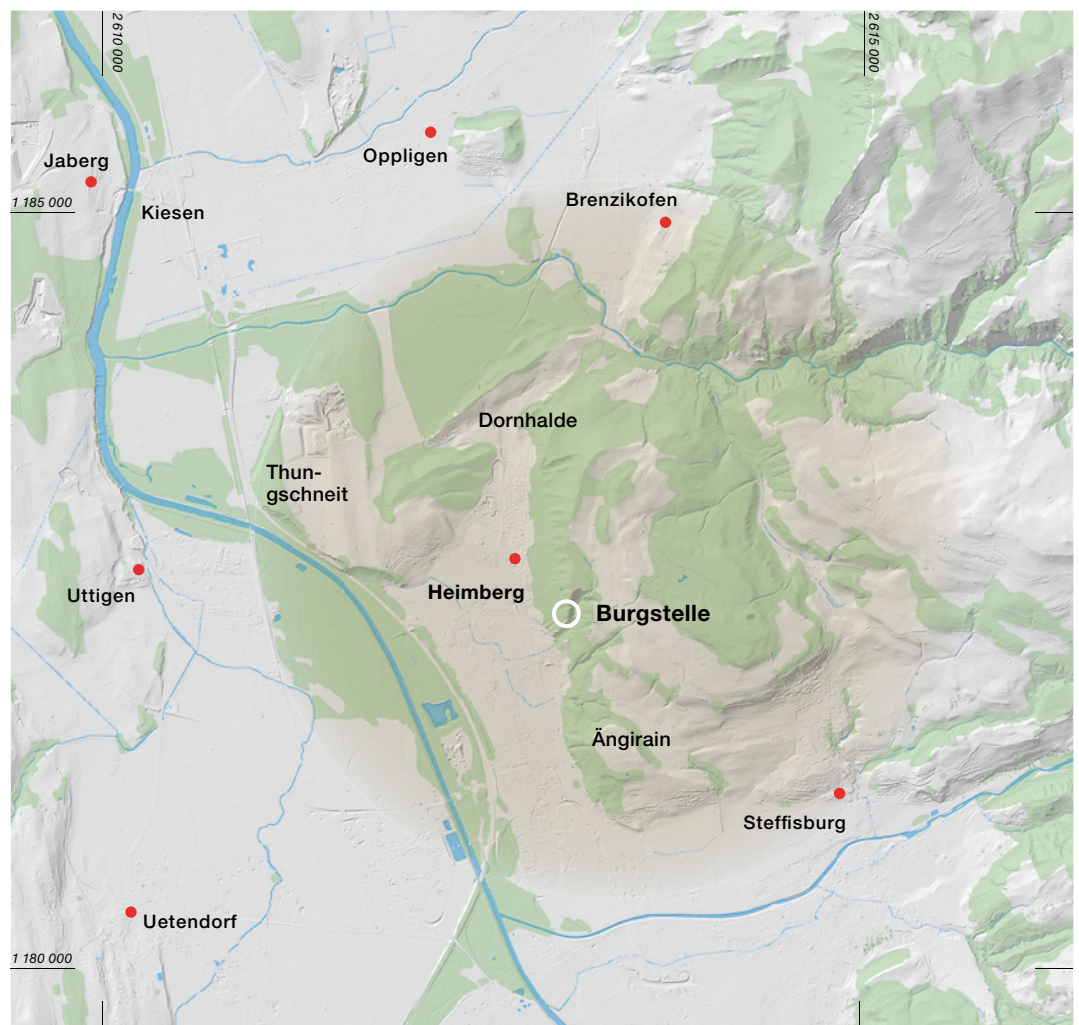 2 610 000
2 615 000
Oppligen
Jaberg
Brenzikofen
1 185 000
Kiesen
Dornhalde
Thun-
gschneit
Heimberg
Uttigen
Burgstelle
Ängirain
Steffisburg
Uetendorf
1 180 000